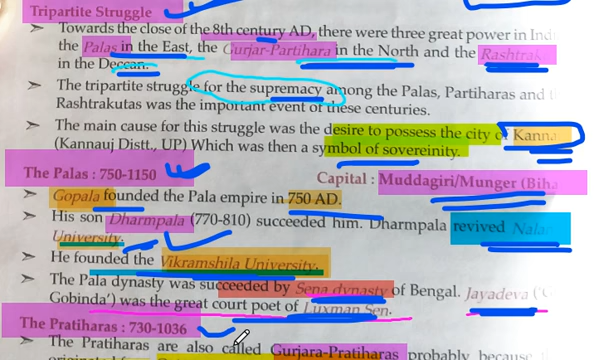 Tripartite Struggle
➢ Towards the close of the 8th century AD, there were three great power in Indi
the Palas in the East, the Gurjar-Partihara in the North and the Rashtrak
in the Deccan.
➢ The tripartite struggle for the supremacy among the Palas, Partiharas and
Rashtrakutas was the important event of these centuries.
➢ The main cause for this struggle was the desire to possess the city of Kanna
(Kannauj Distt., UP) Which was then a symbol of sovereinity.
The Palas : 750-1150 Capital : Muddagiri/Munger (Biha
➢ Gopala founded the Pala empire in 750 AD.
➢ His son Dharmpala (770-810) succeeded him. Dharmpala revived Nalan
University.
➢ He founded the Vikramshila University.
➢ The Pala dynasty was succeeded by Sena dynasty of Bengal. Jayadeva ('G
Gobinda') was the great court poet of Luxman Sen.
The Pratiharas : 730-1036
➢ The Pratiharas are also called Gurjara-Pratiharas probably because